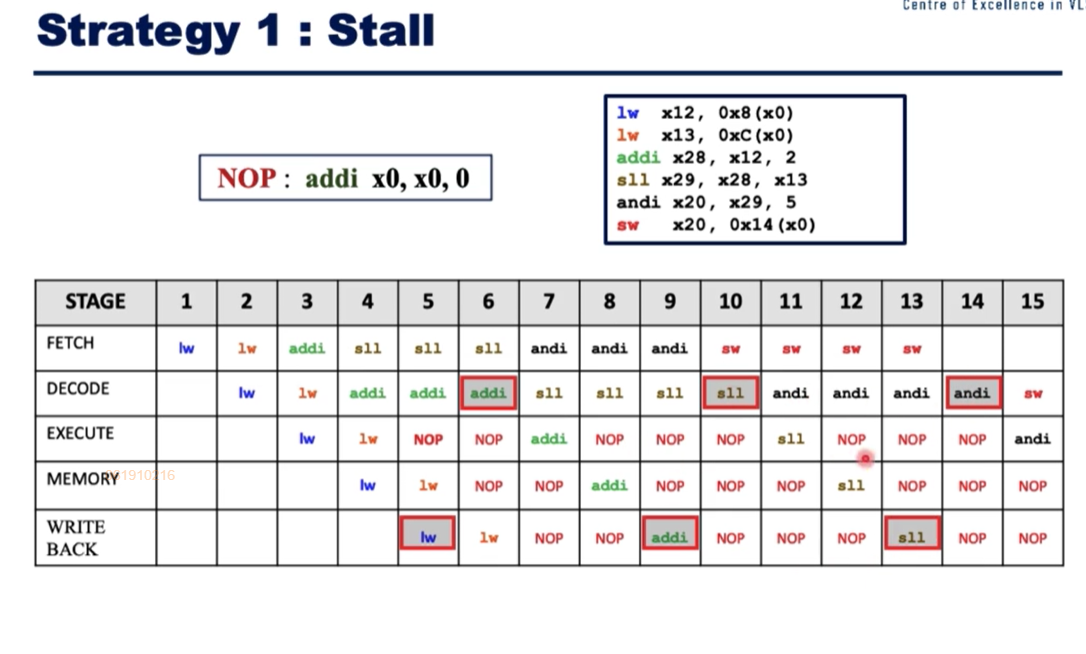 Centre of Excellence in VL
Strategy 1 : Stall
NOP : addi x0, x0, 0
lw x12, 0x8(x0)
lw x13, 0xC(x0)
addi x28, x12, 2
sll x29, x28, x13
andi x20, x29, 5
sw x20, 0x14(x0)
STAGE 1 2 3 4 5 6 7 8 9 10 11 12 13 14 15
FETCH lw lw addi sll sll sll andi andi andi sw sw sw sw
DECODE lw lw addi addi addi sll sll sll sll andi andi andi andi sw
EXECUTE lw lw NOP NOP addi NOP NOP NOP sll NOP NOP NOP andi
MEMORY lw lw NOP NOP addi NOP NOP NOP sll NOP NOP NOP
WRITE
BACK lw lw NOP NOP addi NOP NOP NOP sll NOP NOP